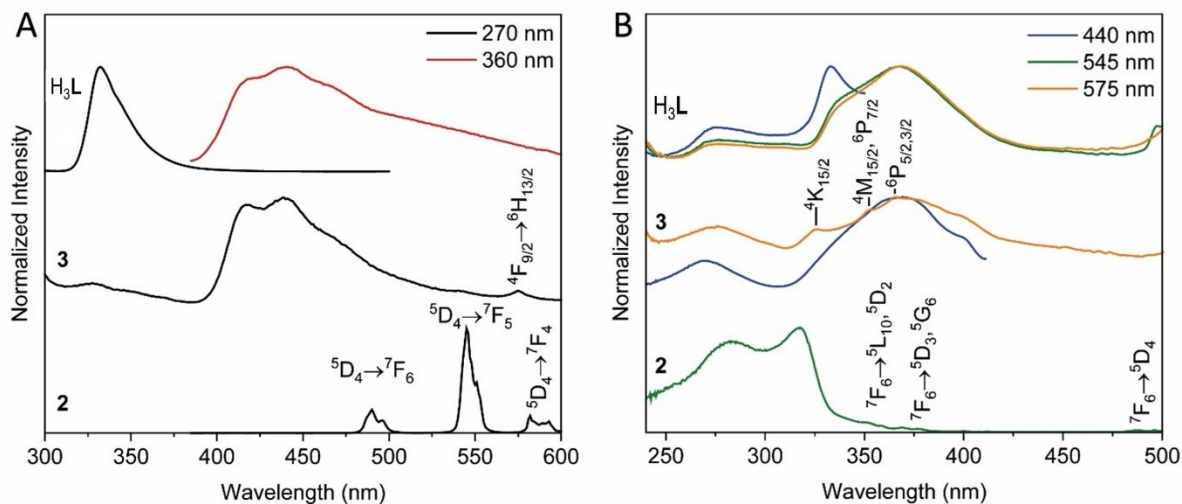 A
270 nm
360 nm
H₃L
3
⁴F₉/₂→⁶H₁₃/₂
⁵D₄→⁷F₅
⁵D₄→⁷F₆
⁵D₄→⁷F₄
2
300 350 400 450 500 550 600
Wavelength (nm)
Normalized Intensity
B
440 nm
545 nm
575 nm
H₃L
⁴K₁₅/₂
⁴M₁₅/₂, ⁶P₇/₂
⁶P₅/₂,₃/₂
3
⁷F₆→⁵L₁₀, ⁵D₂
⁷F₆→⁵D₃, ⁵G₆
⁷F₆→⁵D₄
2
250 300 350 400 450 500
Wavelength (nm)
Normalized Intensity